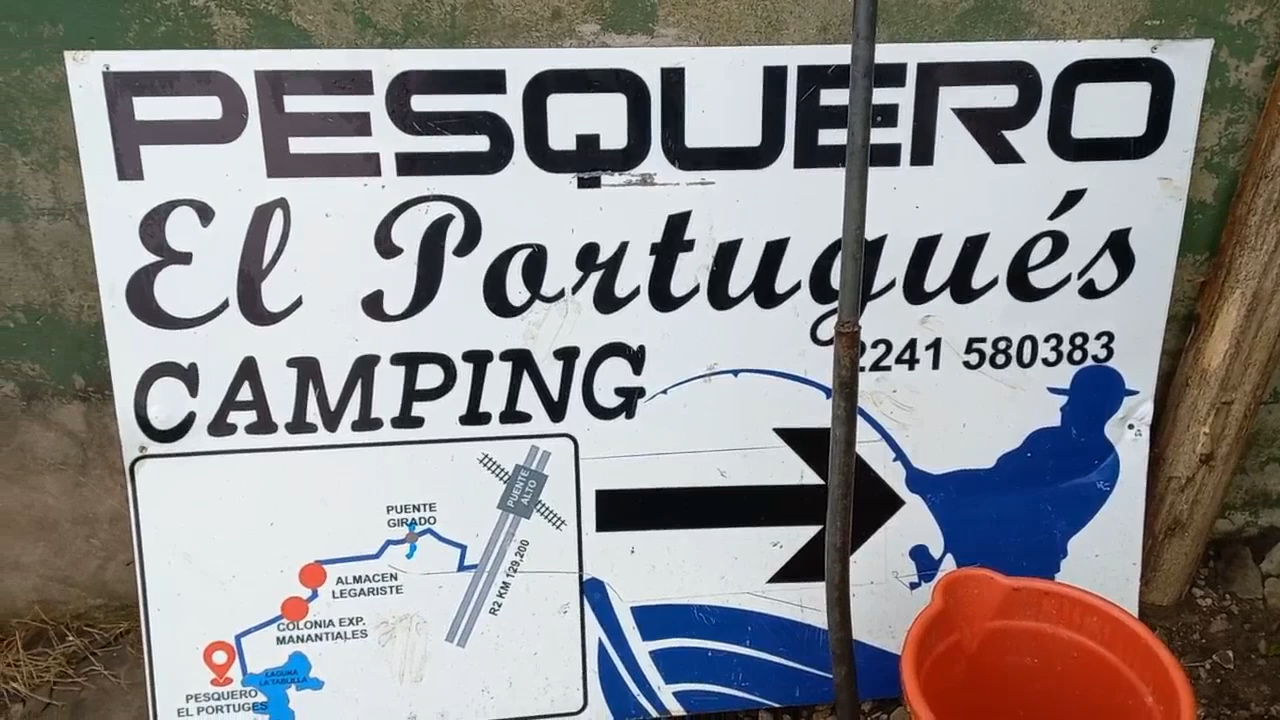 PESQUERO
El Portugués
2241 580383
CAMPING
PUENTE
ALTO
PUENTE
GIRADO
R2 KM 129,200
ALMACEN
LEGARISTE
COLONIA EXP.
MANANTIALES
LAGUNA
LA TABLILLA
PESQUERO
EL PORTUGES